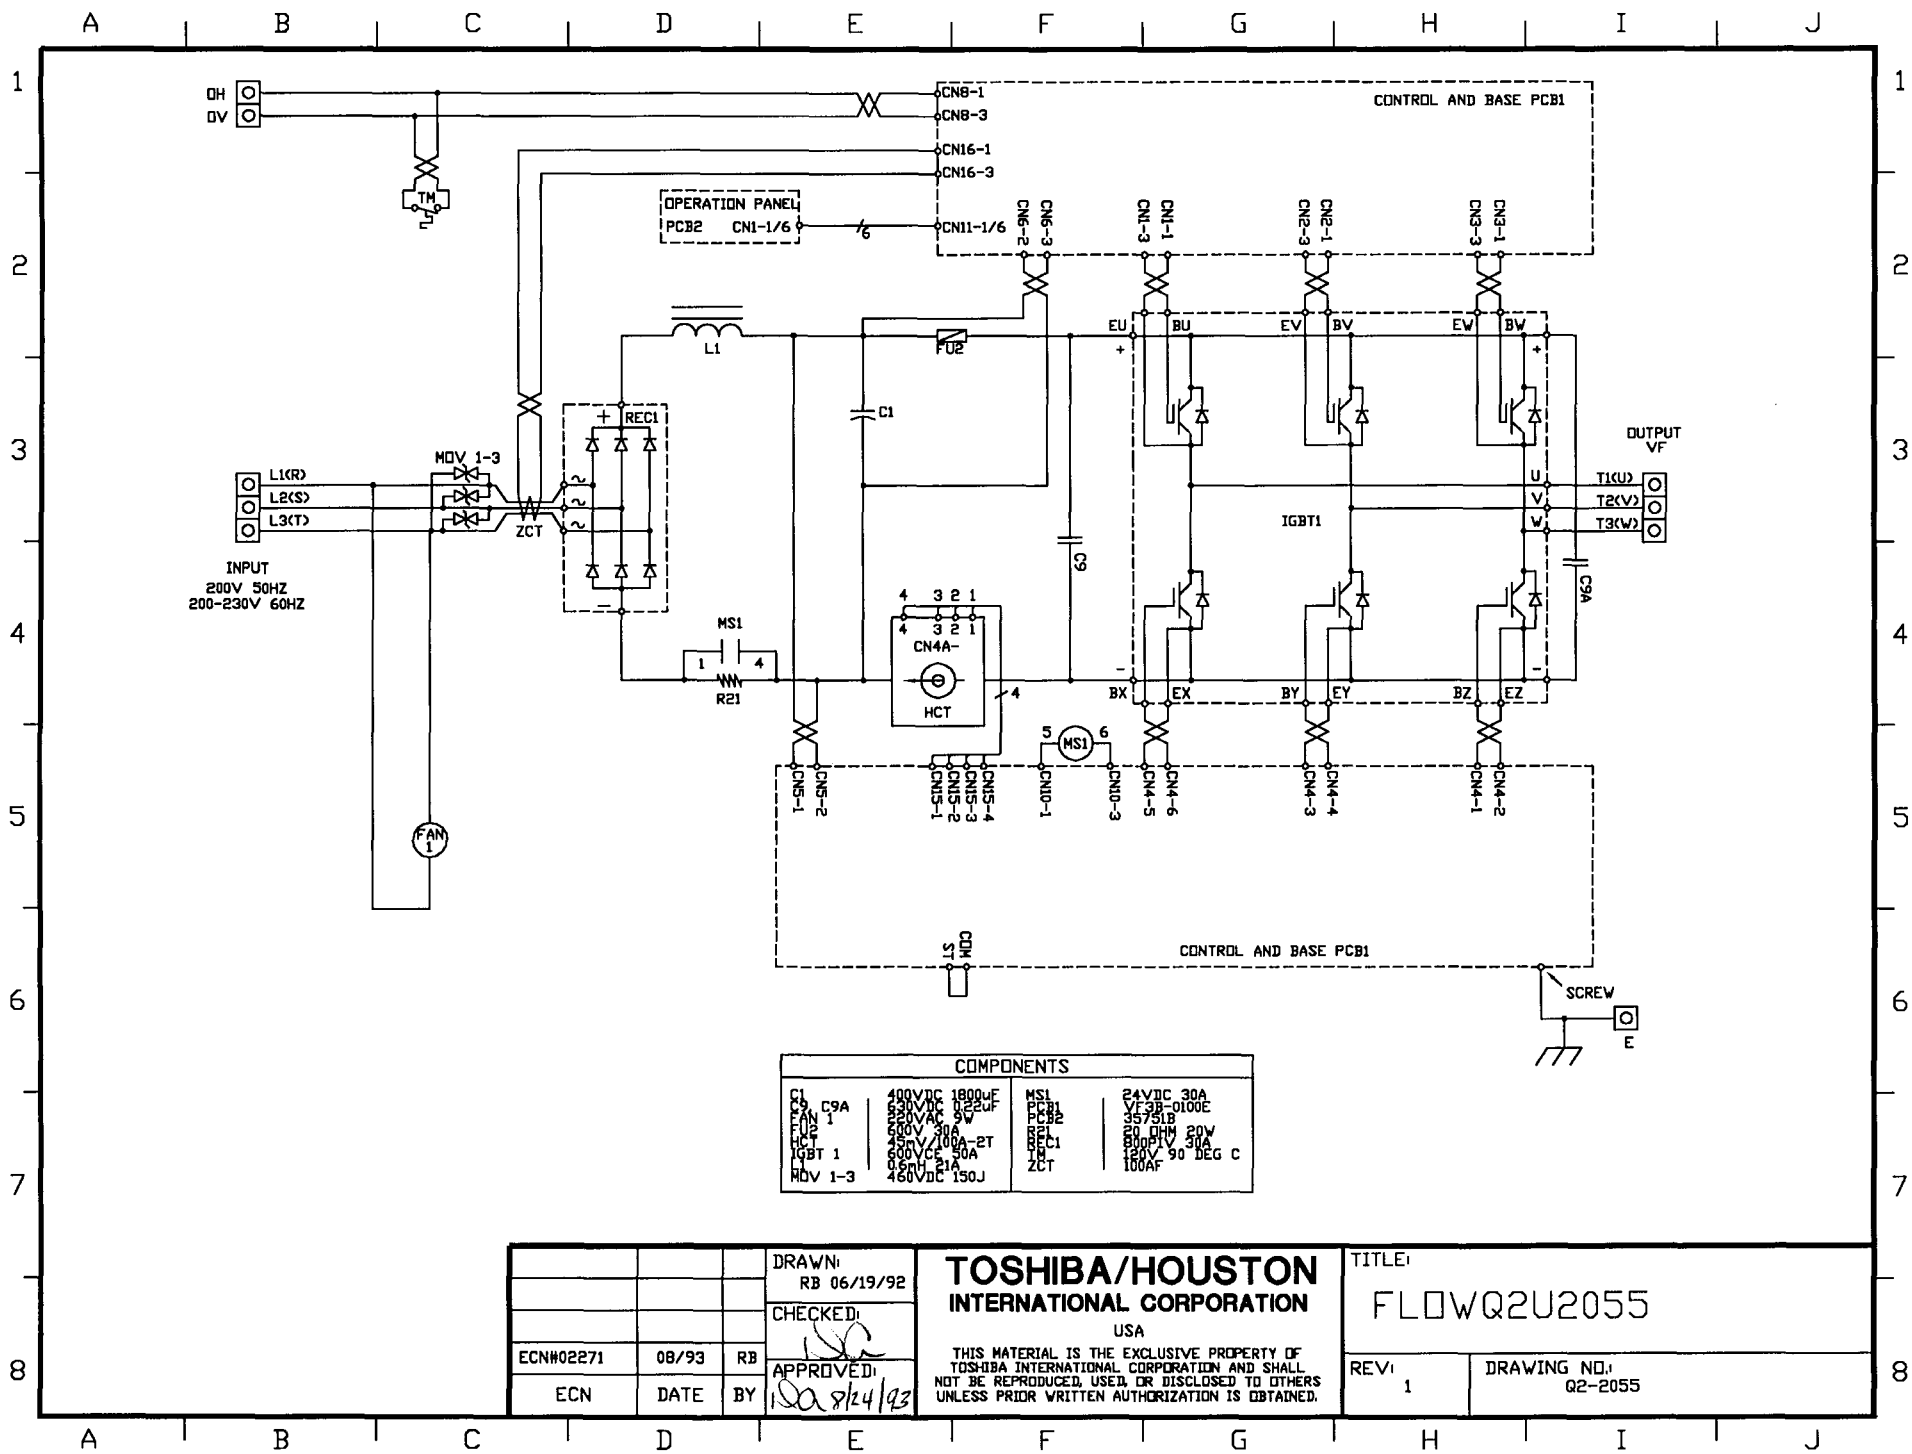 A B C D E F G H I J
1 1
OH
OV
CN8-1
CN8-3
CN16-1
CN16-3
CONTROL AND BASE PCB1
TM
OPERATION PANEL
PCB2 CN1-1/6
6
CN11-1/6
CN6-2
CN6-3
CN1-3
CN1-1
CN2-3
CN2-1
CN3-3
CN3-1
2 2
L1
FU2
EU BU EV BV EW BW
+ +
+ REC1
C1
3 3
MOV 1-3
OUTPUT
VF
L1(R)
L2(S)
L3(T)
ZCT
~
~
~
U T1(U)
V T2(V)
W T3(W)
IGBT1
INPUT
200V 50HZ
200-230V 60HZ
C9
C9A
-
4 3 2 1
4 3 2 1
CN4A-
HCT
4
4 4
MS1
1 4
R21
- -
BX EX BY EY BZ EZ
5 MS1 6
CN5-1
CN5-2
CN15-1
CN15-2
CN15-3
CN15-4
CN10-1
CN10-3
CN4-5
CN4-6
CN4-3
CN4-4
CN4-1
CN4-2
5 5
FAN
1
ST
COM
CONTROL AND BASE PCB1
6 6
SCREW
E
COMPONENTS
C1 400VDC 1800uF MS1 24VDC 30A
C9, C9A 630VDC 0.22uF PCB1 VF3B-0100E
FAN 1 220VAC 9W PCB2 35751B
FU2 600V 30A R21 20 OHM 20W
HCT 45mV/100A-2T REC1 800PIV 30A
IGBT 1 600VCE 50A TM 120V 90 DEG C
L1 0.6mH 21A ZCT 100AF
MOV 1-3 460VDC 150J
7 7
DRAWN:
RB 06/19/92
CHECKED:
APPROVED:
8/24/93
ECN#02271 08/93 RB
ECN DATE BY
TOSHIBA/HOUSTON
INTERNATIONAL CORPORATION
USA
THIS MATERIAL IS THE EXCLUSIVE PROPERTY OF
TOSHIBA INTERNATIONAL CORPORATION AND SHALL
NOT BE REPRODUCED, USED, OR DISCLOSED TO OTHERS
UNLESS PRIOR WRITTEN AUTHORIZATION IS OBTAINED.
TITLE:
FLOWQ2U2055
REV:
1
DRAWING NO.:
Q2-2055
8 8
A B C D E F G H I J